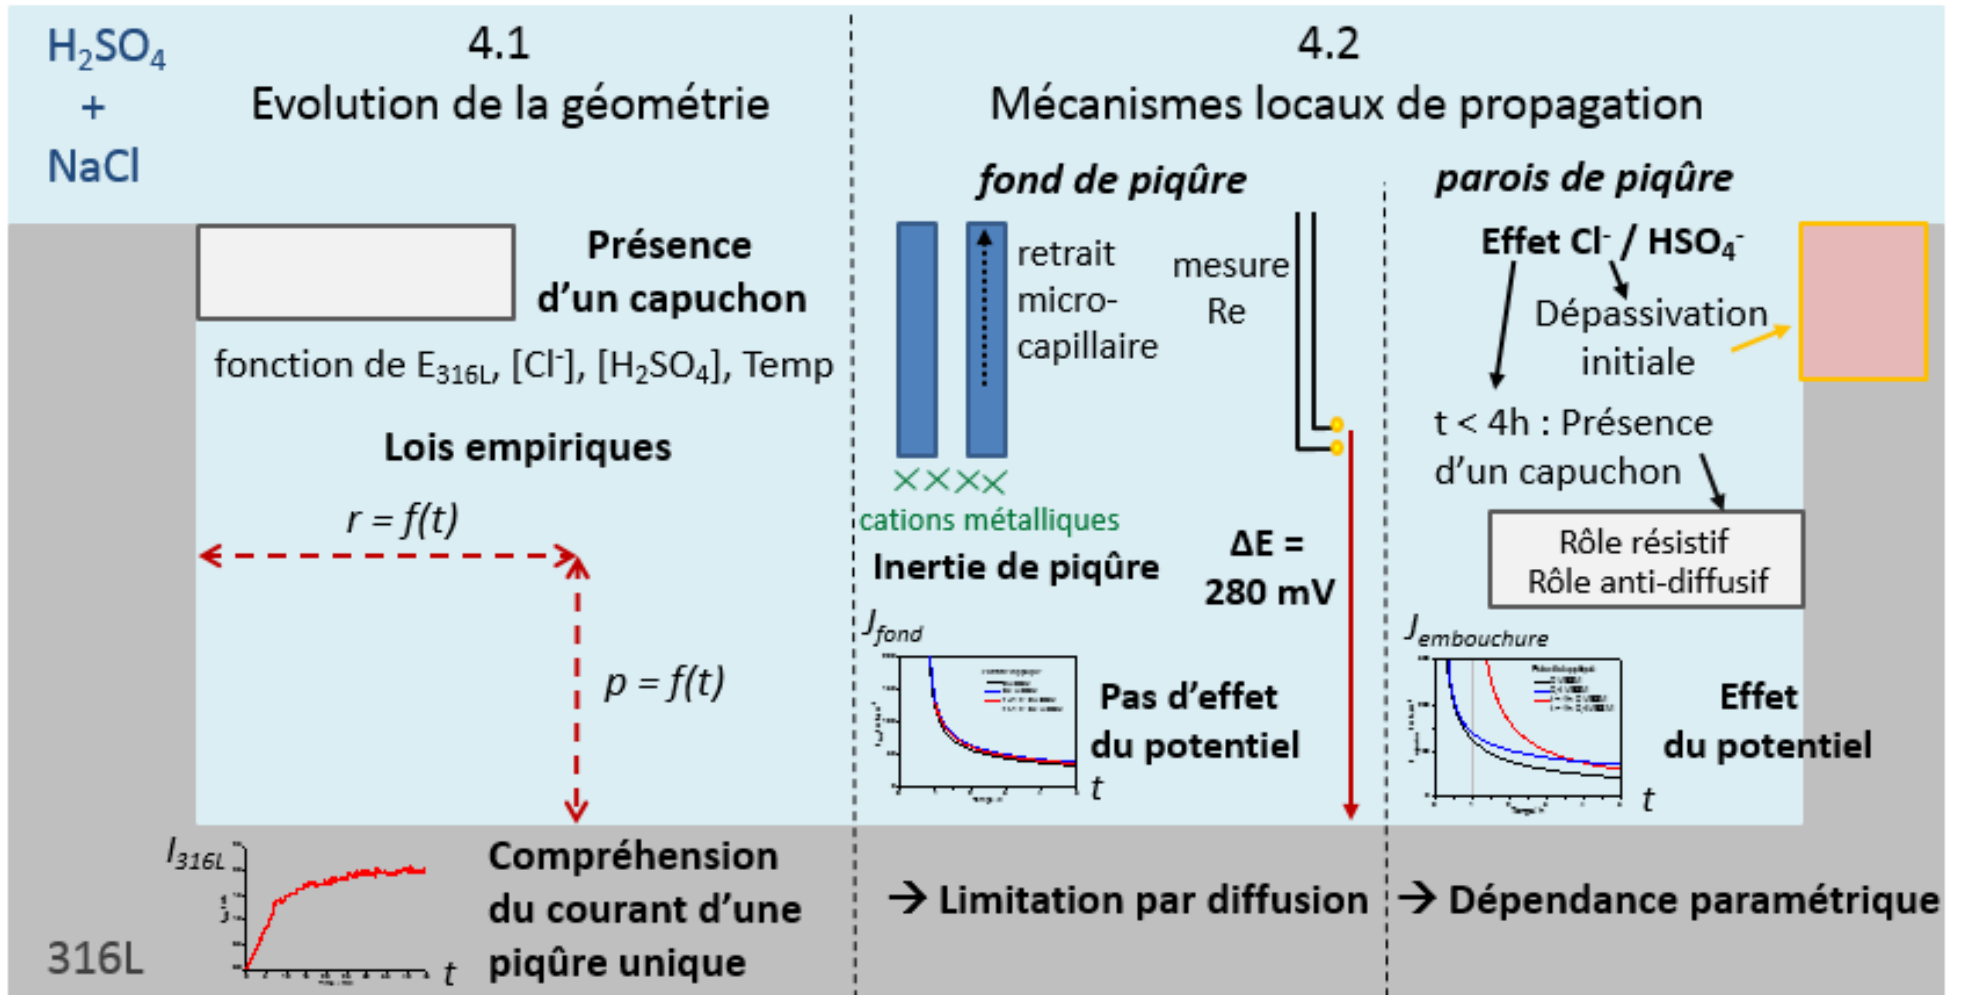 H₂SO₄
+
NaCl
4.1
Evolution de la géométrie
4.2
Mécanismes locaux de propagation
Présence
d’un capuchon
fonction de E₃₁₆L, [Cl⁻], [H₂SO₄], Temp
Lois empiriques
r = f(t)
p = f(t)
I₃₁₆L
t
Compréhension
du courant d’une
piqûre unique
316L
fond de piqûre
retrait
micro-
capillaire
mesure
Re
cations métalliques
Inertie de piqûre
ΔE =
280 mV
J fond
t
Pas d’effet
du potentiel
→ Limitation par diffusion
parois de piqûre
Effet Cl⁻ / HSO₄⁻
Dépassivation
initiale
t < 4h : Présence
d’un capuchon
Rôle résistif
Rôle anti-diffusif
J embouchure
t
Effet
du potentiel
→ Dépendance paramétrique